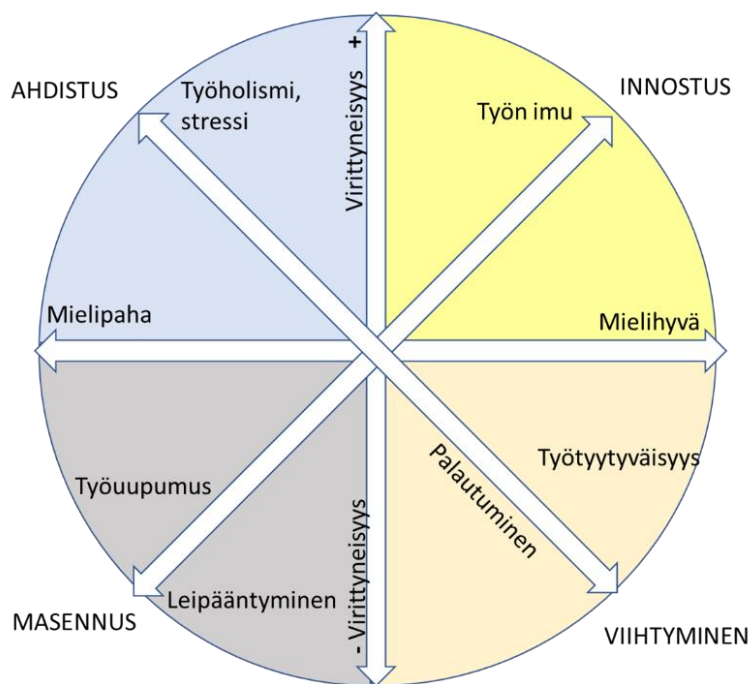 AHDISTUS
Työholismi,
stressi
Virittyneisyys +
Työn imu
INNOSTUS
Mielipaha
Mielihyvä
Työuupumus
Työtyytyväisyys
Palautuminen
- Virittyneisyys
Leipääntyminen
MASENNUS
VIIHTYMINEN